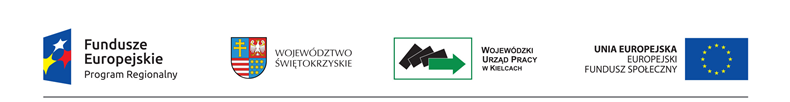 Fundusze
Europejskie
Program Regionalny
WOJEWÓDZTWO
ŚWIĘTOKRZYSKIE
WOJEWÓDZKI
URZĄD PRACY
W KIELCACH
UNIA EUROPEJSKA
EUROPEJSKI
FUNDUSZ SPOŁECZNY